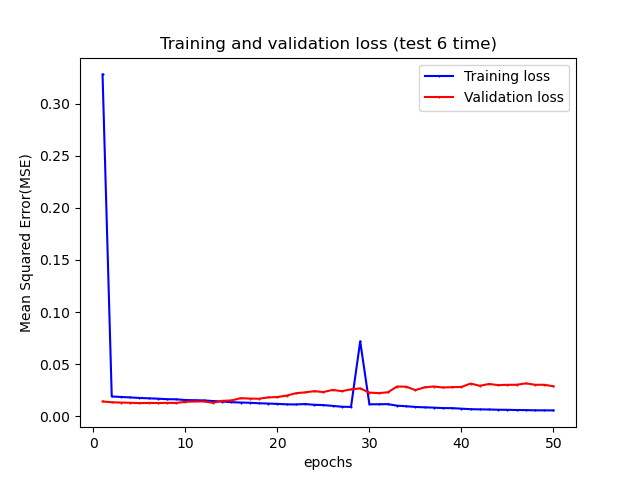 Training and validation loss (test 6 time)
Training loss
Validation loss
Mean Squared Error(MSE)
0.30
0.25
0.20
0.15
0.10
0.05
0.00
0 10 20 30 40 50
epochs